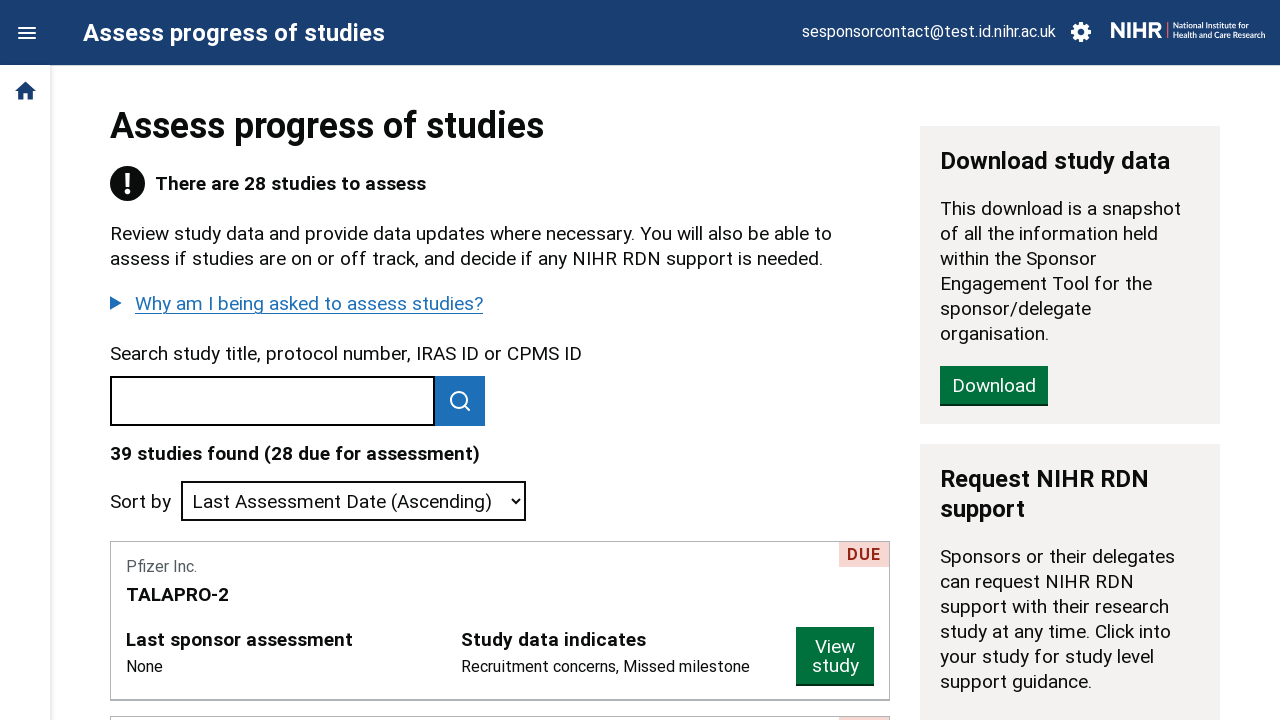 Assess progress of studies
sesponsorcontact@test.id.nihr.ac.uk
NIHR
National Institute for
Health and Care Research
Assess progress of studies
There are 28 studies to assess
Review study data and provide data updates where necessary. You will also be able to
assess if studies are on or off track, and decide if any NIHR RDN support is needed.
Why am I being asked to assess studies?
Search study title, protocol number, IRAS ID or CPMS ID
39 studies found (28 due for assessment)
Sort by
Last Assessment Date (Ascending)
DUE
Pfizer Inc.
TALAPRO-2
Last sponsor assessment
None
Study data indicates
Recruitment concerns, Missed milestone
View
study
Download study data
This download is a snapshot
of all the information held
within the Sponsor
Engagement Tool for the
sponsor/delegate
organisation.
Download
Request NIHR RDN
support
Sponsors or their delegates
can request NIHR RDN
support with their research
study at any time. Click into
your study for study level
support guidance.